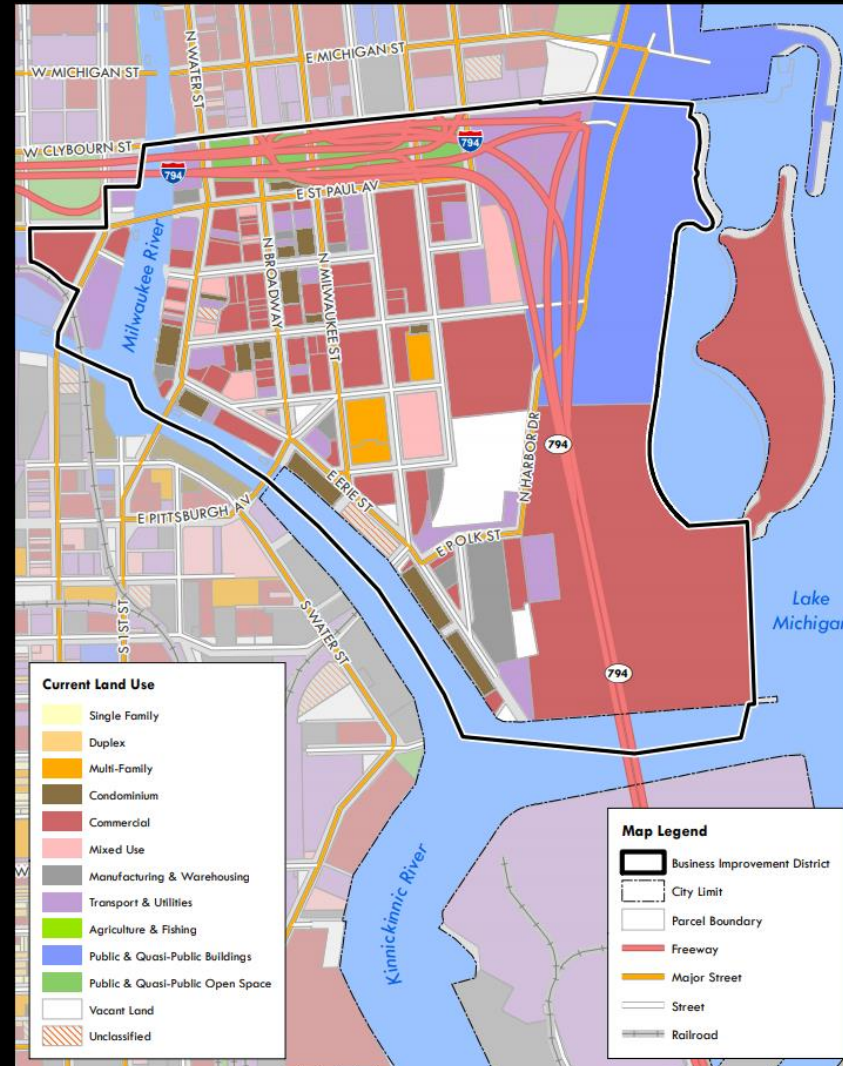 E MICHIGAN ST
W MICHIGAN ST
N WATER ST
W CLYBOURN ST
794
794
E ST PAUL AV
Milwaukee River
N BROADWAY
N MILWAUKEE ST
N HARBOR DR
794
E ERIE ST
E PITTSBURGH AV
E POLK ST
S 1ST ST
S WATER ST
Lake
Michigan
794
Kinnickinnic River
W
Current Land Use
Single Family
Duplex
Multi-Family
Condominium
Commercial
Mixed Use
Manufacturing & Warehousing
Transport & Utilities
Agriculture & Fishing
Public & Quasi-Public Buildings
Public & Quasi-Public Open Space
Vacant Land
Unclassified
Map Legend
Business Improvement District
City Limit
Parcel Boundary
Freeway
Major Street
Street
Railroad